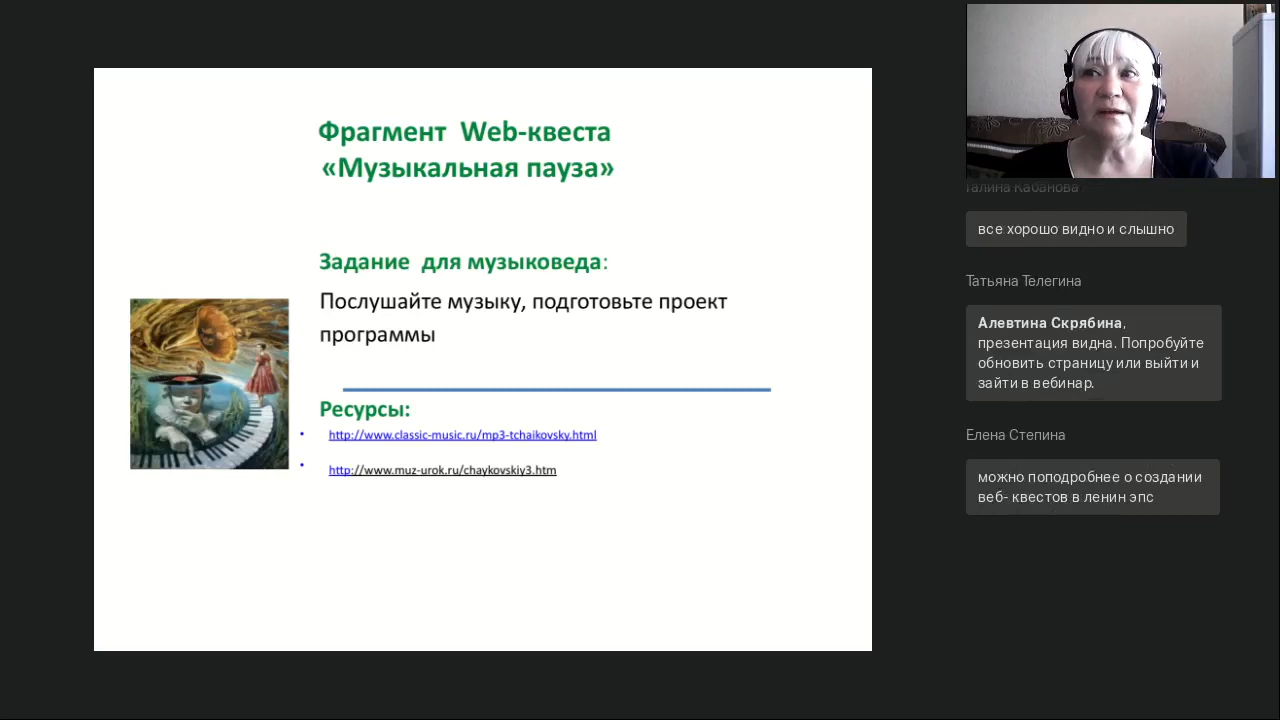 Фрагмент Web-квеста
«Музыкальная пауза»
Задание для музыковеда:
Послушайте музыку, подготовьте проект
программы
Ресурсы:
http://www.classic-music.ru/mp3-tchaikovsky.html
http://www.muz-urok.ru/chaykovskiy3.htm
Галина Кабанова
все хорошо видно и слышно
Татьяна Телегина
Алевтина Скрябина,
презентация видна. Попробуйте
обновить страницу или выйти и
зайти в вебинар.
Елена Степина
можно поподробнее о создании
веб- квестов в ленин эпс